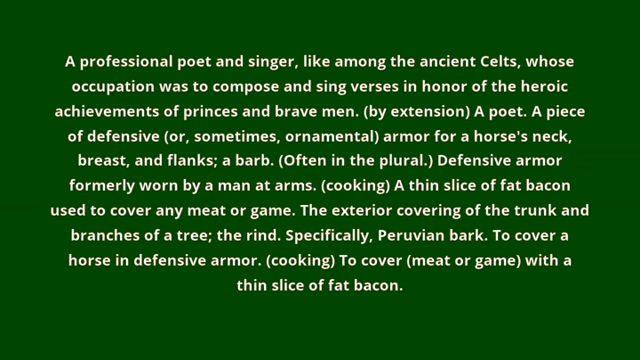 A professional poet and singer, like among the ancient Celts, whose
occupation was to compose and sing verses in honor of the heroic
achievements of princes and brave men. (by extension) A poet. A piece
of defensive (or, sometimes, ornamental) armor for a horse's neck,
breast, and flanks; a barb. (Often in the plural.) Defensive armor
formerly worn by a man at arms. (cooking) A thin slice of fat bacon
used to cover any meat or game. The exterior covering of the trunk and
branches of a tree; the rind. Specifically, Peruvian bark. To cover a
horse in defensive armor. (cooking) To cover (meat or game) with a
thin slice of fat bacon.